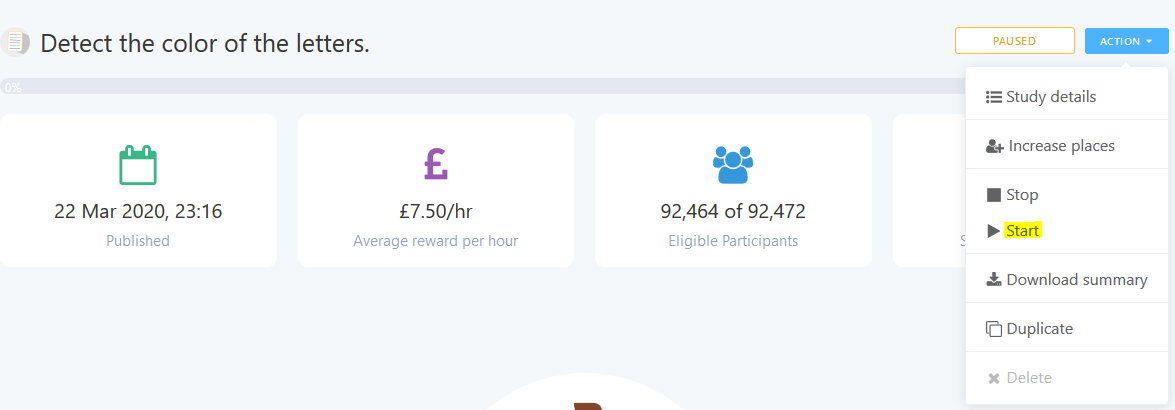 Detect the color of the letters.
PAUSED
ACTION
0%
Study details
Increase places
Stop
Start
Download summary
Duplicate
Delete
22 Mar 2020, 23:16
Published
£7.50/hr
Average reward per hour
92,464 of 92,472
Eligible Participants